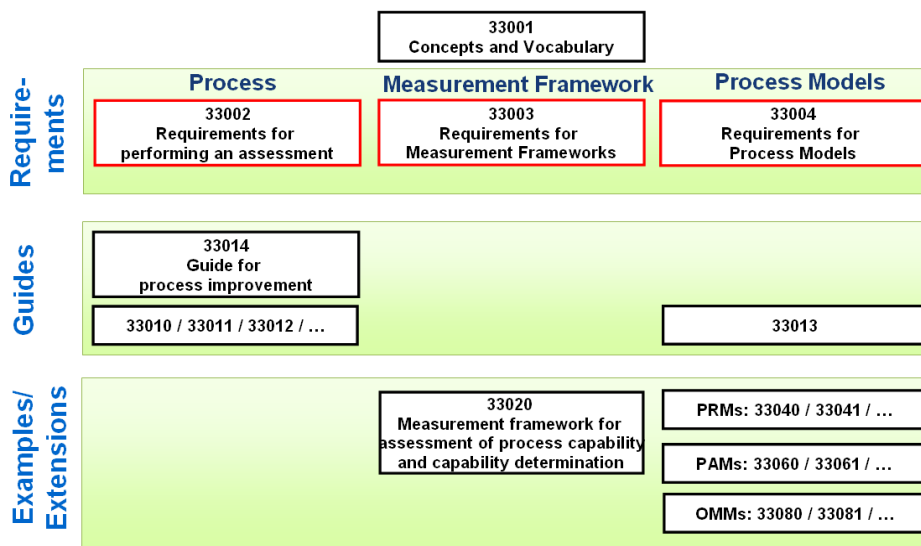 33001
Concepts and Vocabulary
Require-
ments
Process
Measurement Framework
Process Models
33002
Requirements for
performing an assessment
33003
Requirements for
Measurement Frameworks
33004
Requirements for
Process Models
Guides
33014
Guide for
process improvement
33010 / 33011 / 33012 / …
33013
Examples/
Extensions
33020
Measurement framework for
assessment of process capability
and capability determination
PRMs: 33040 / 33041 / …
PAMs: 33060 / 33061 / …
OMMs: 33080 / 33081 / …